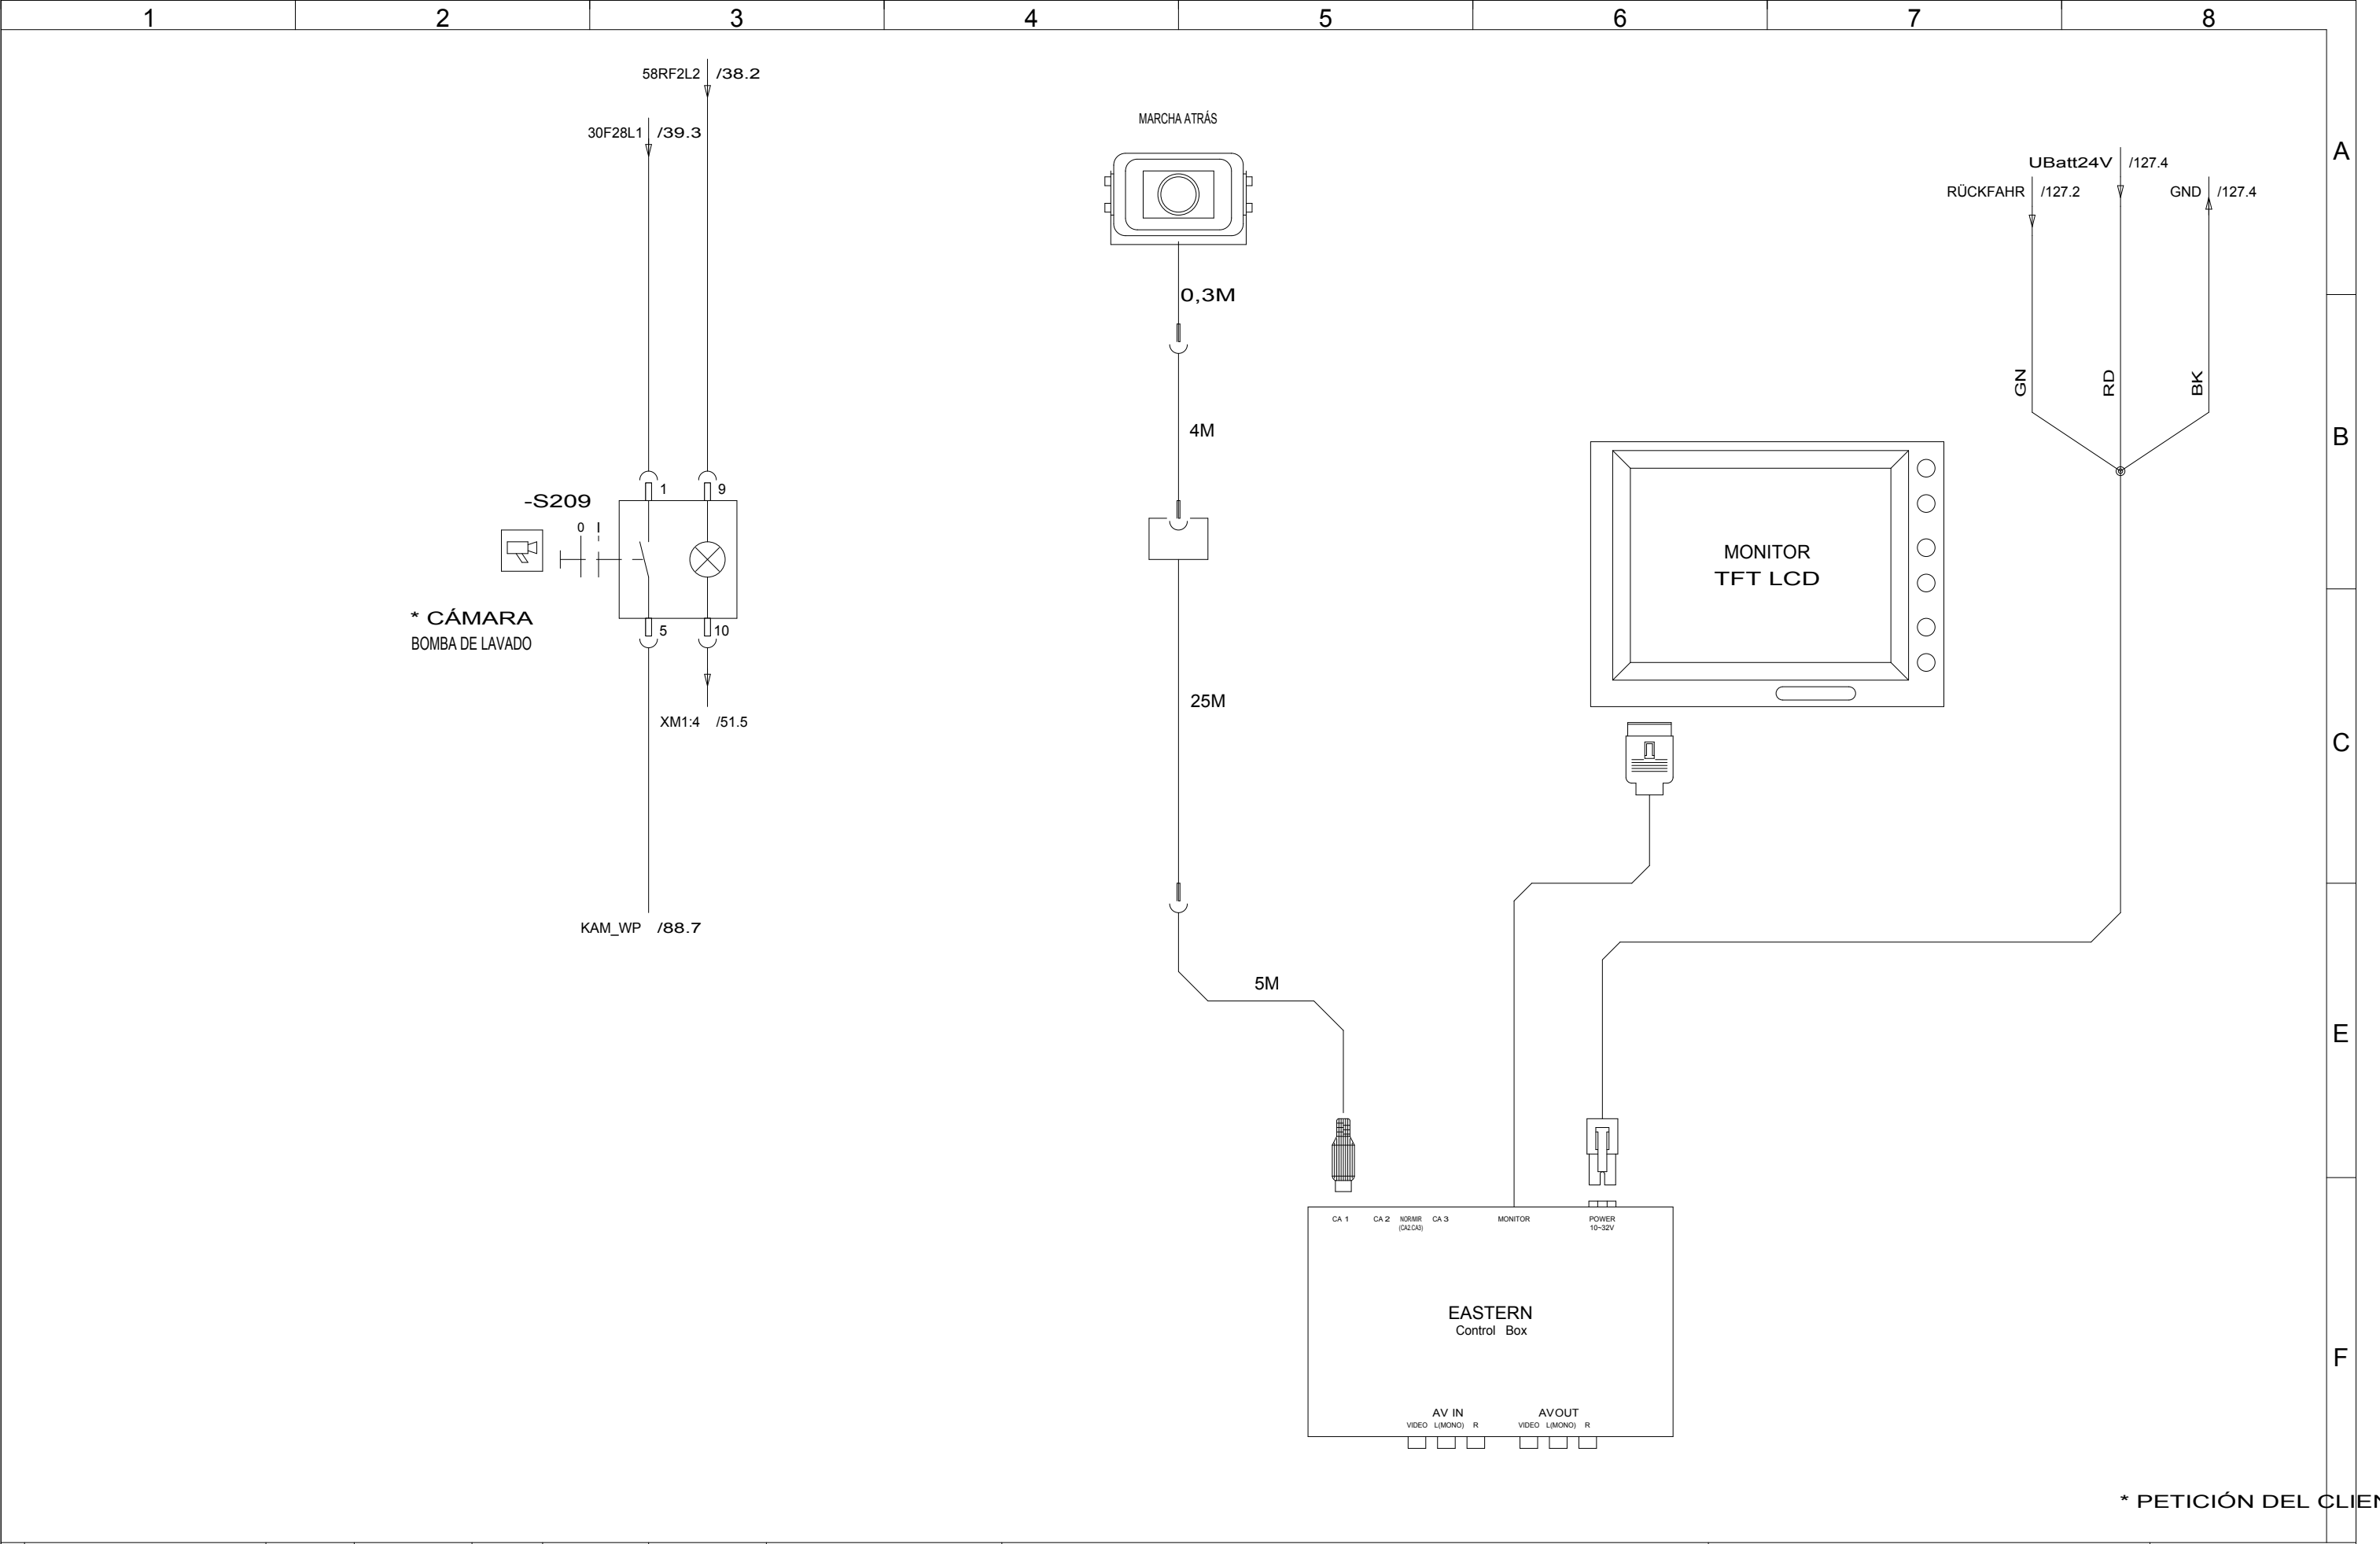 1 2 3 4 5 6 7 8
58RF2L2 /38.2
30F28L1 /39.3
MARCHA ATRÁS
A
UBatt24V /127.4
RÜCKFAHR /127.2
GND /127.4
0,3M
GN RD BK
4M
B
1 9
-S209
0 I
MONITOR
TFT LCD
* CÁMARA
BOMBA DE LAVADO
5 10
25M
XM1:4 /51.5
C
KAM_WP /88.7
5M
E
CA 1 CA 2 NOR/MIR CA 3 MONITOR POWER
(CA2.CA3) 10~32V
EASTERN
Control Box
F
AV IN AVOUT
VIDEO L(MONO) R VIDEO L(MONO) R
* PETICIÓN DEL CLIEN